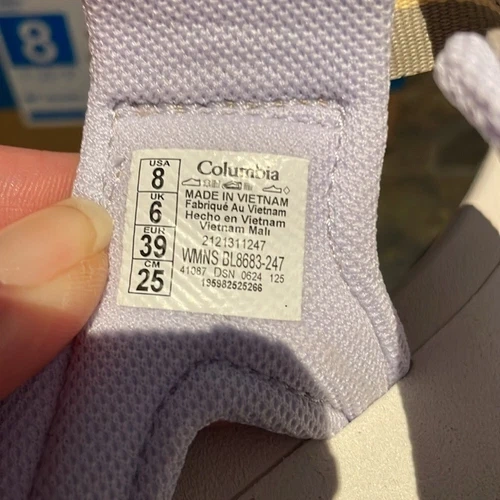 8
USA
8
UK
6
EUR
39
CM
25
Columbia
MADE IN VIETNAM
Fabriqué Au Vietnam
Hecho en Vietnam
Vietnam Mali
2121311247
WMNS BL8683-247
41087 DSN 0624 125
195982525266